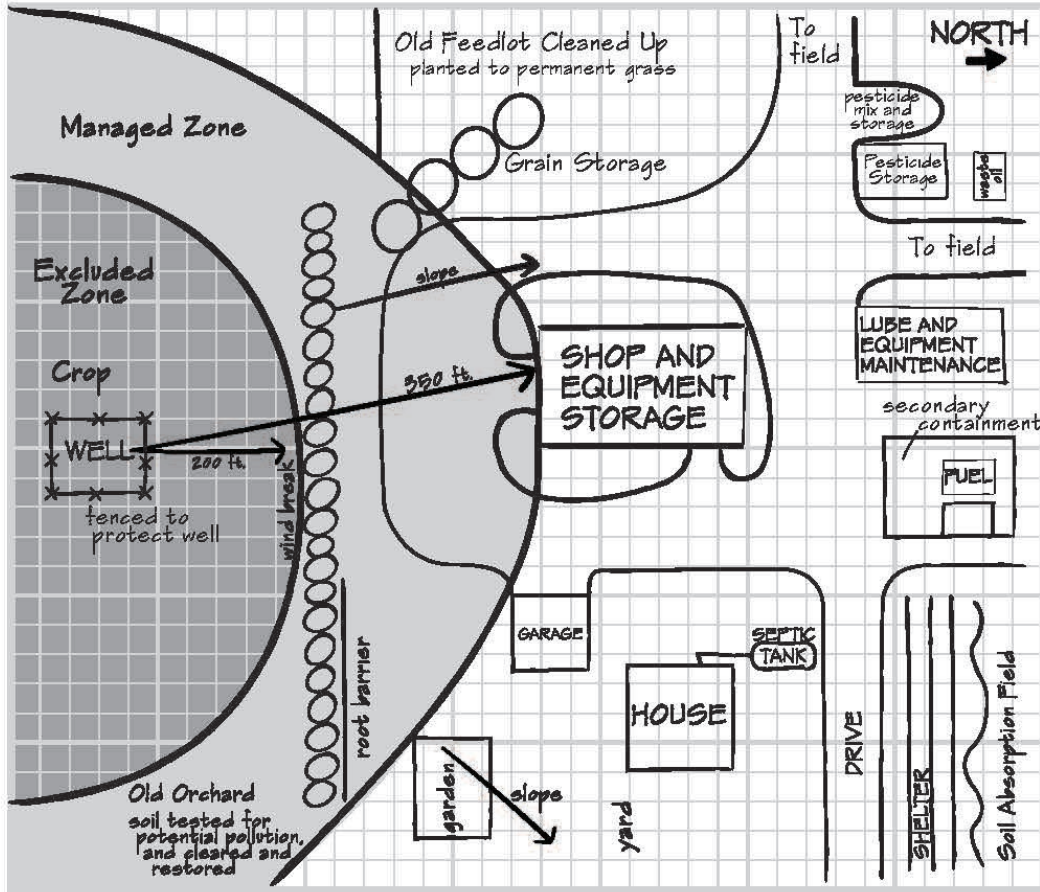 Old Feedlot Cleaned Up
planted to permanent grass
To
field
NORTH
Managed Zone
pesticide
mix and
storage
Grain Storage
Pesticide
Storage
waste
oil
To field
Excluded
Zone
slope
LUBE AND
EQUIPMENT
MAINTENANCE
SHOP AND
EQUIPMENT
STORAGE
Crop
350 ft.
secondary
containment
WELL
200 ft.
FUEL
fenced to
protect well
wind break
GARAGE
SEPTIC
TANK
root barrier
HOUSE
DRIVE
SHELTER
Soil Absorption Field
Old Orchard
soil tested for
potential pollution,
and cleared and
restored
garden
slope
yard